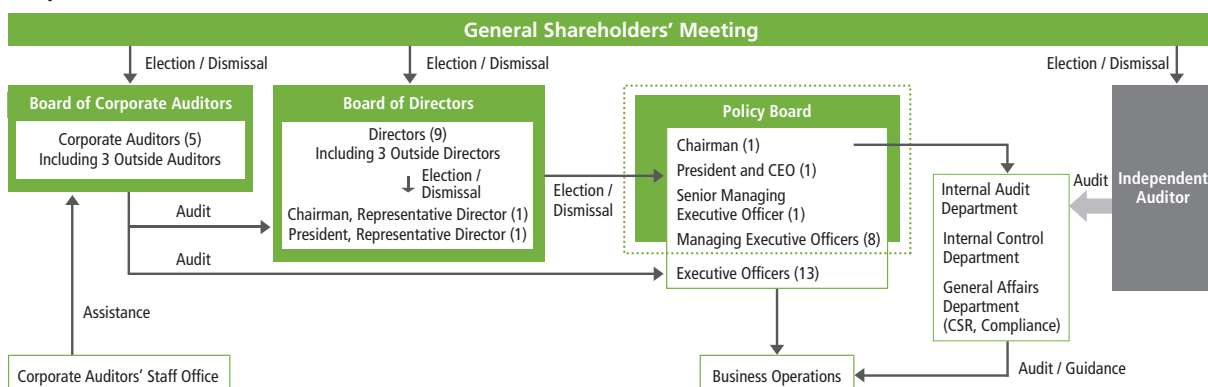 General Shareholders' Meeting
Election / Dismissal
Election / Dismissal
Election / Dismissal
Board of Corporate Auditors
Corporate Auditors (5)
Including 3 Outside Auditors
Board of Directors
Directors (9)
Including 3 Outside Directors
Election /
Dismissal
Chairman, Representative Director (1)
President, Representative Director (1)
Election /
Dismissal
Policy Board
Chairman (1)
President and CEO (1)
Senior Managing
Executive Officer (1)
Managing Executive Officers (8)
Executive Officers (13)
Internal Audit
Department
Internal Control
Department
General Affairs
Department
(CSR, Compliance)
Audit
Independent
Auditor
Audit
Audit
Assistance
Corporate Auditors' Staff Office
Business Operations
Audit / Guidance